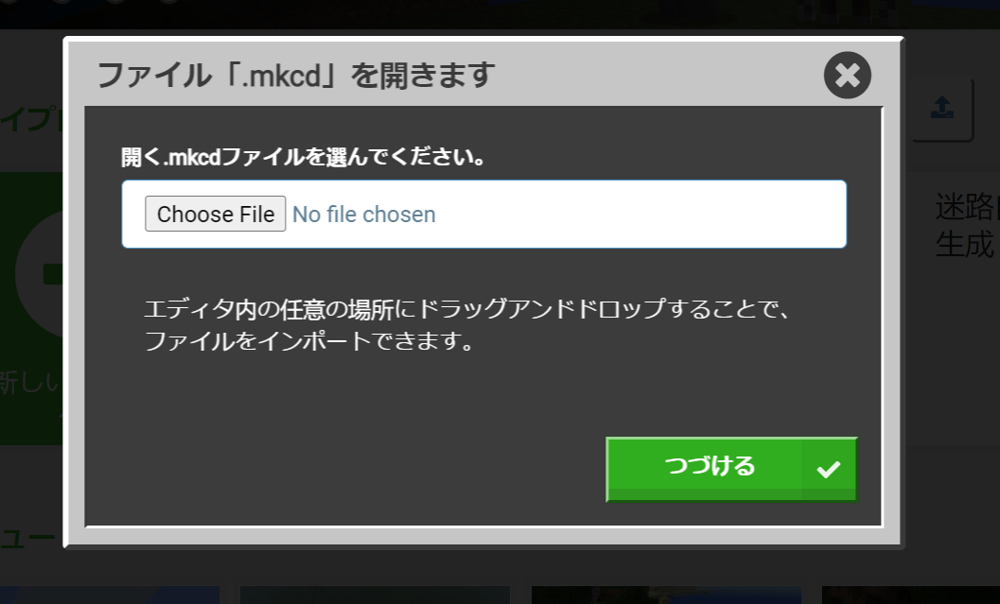 ファイル「.mkcd」を開きます
イプ
迷路
生成
開く.mkcdファイルを選んでください。
Choose File No file chosen
エディタ内の任意の場所にドラッグアンドドロップすることで、
ファイルをインポートできます。
新しい
つづける
ュー